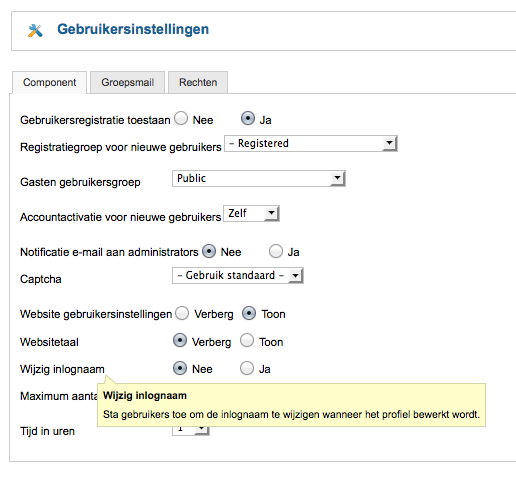 Gebruikersinstellingen
Component Groepsmail Rechten
Gebruikersregistratie toestaan Nee Ja
Registratiegroep voor nieuwe gebruikers - Registered
Gasten gebruikersgroep Public
Accountactivatie voor nieuwe gebruikers Zelf
Notificatie e-mail aan administrators Nee Ja
Captcha - Gebruik standaard -
Website gebruikersinstellingen Verberg Toon
Websitetaal Verberg Toon
Wijzig inlognaam Nee Ja
Maximum
Wijzig inlognaam
Sta gebruikers toe om de inlognaam te wijzigen wanneer het profiel bewerkt wordt.
Tijd in uren 1